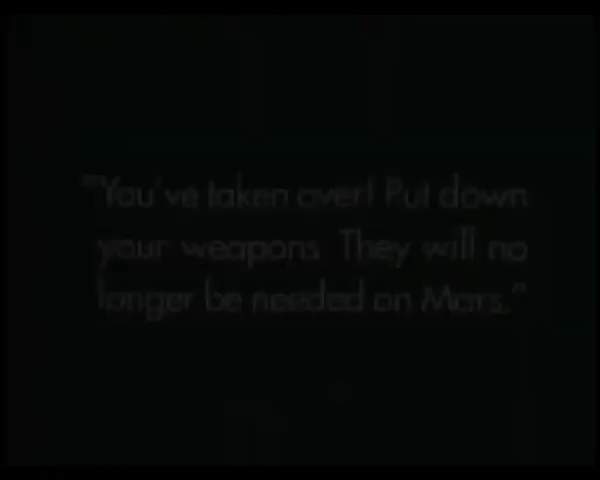 "You've taken over! Put down
your weapons. They will no
longer be needed on Mars."